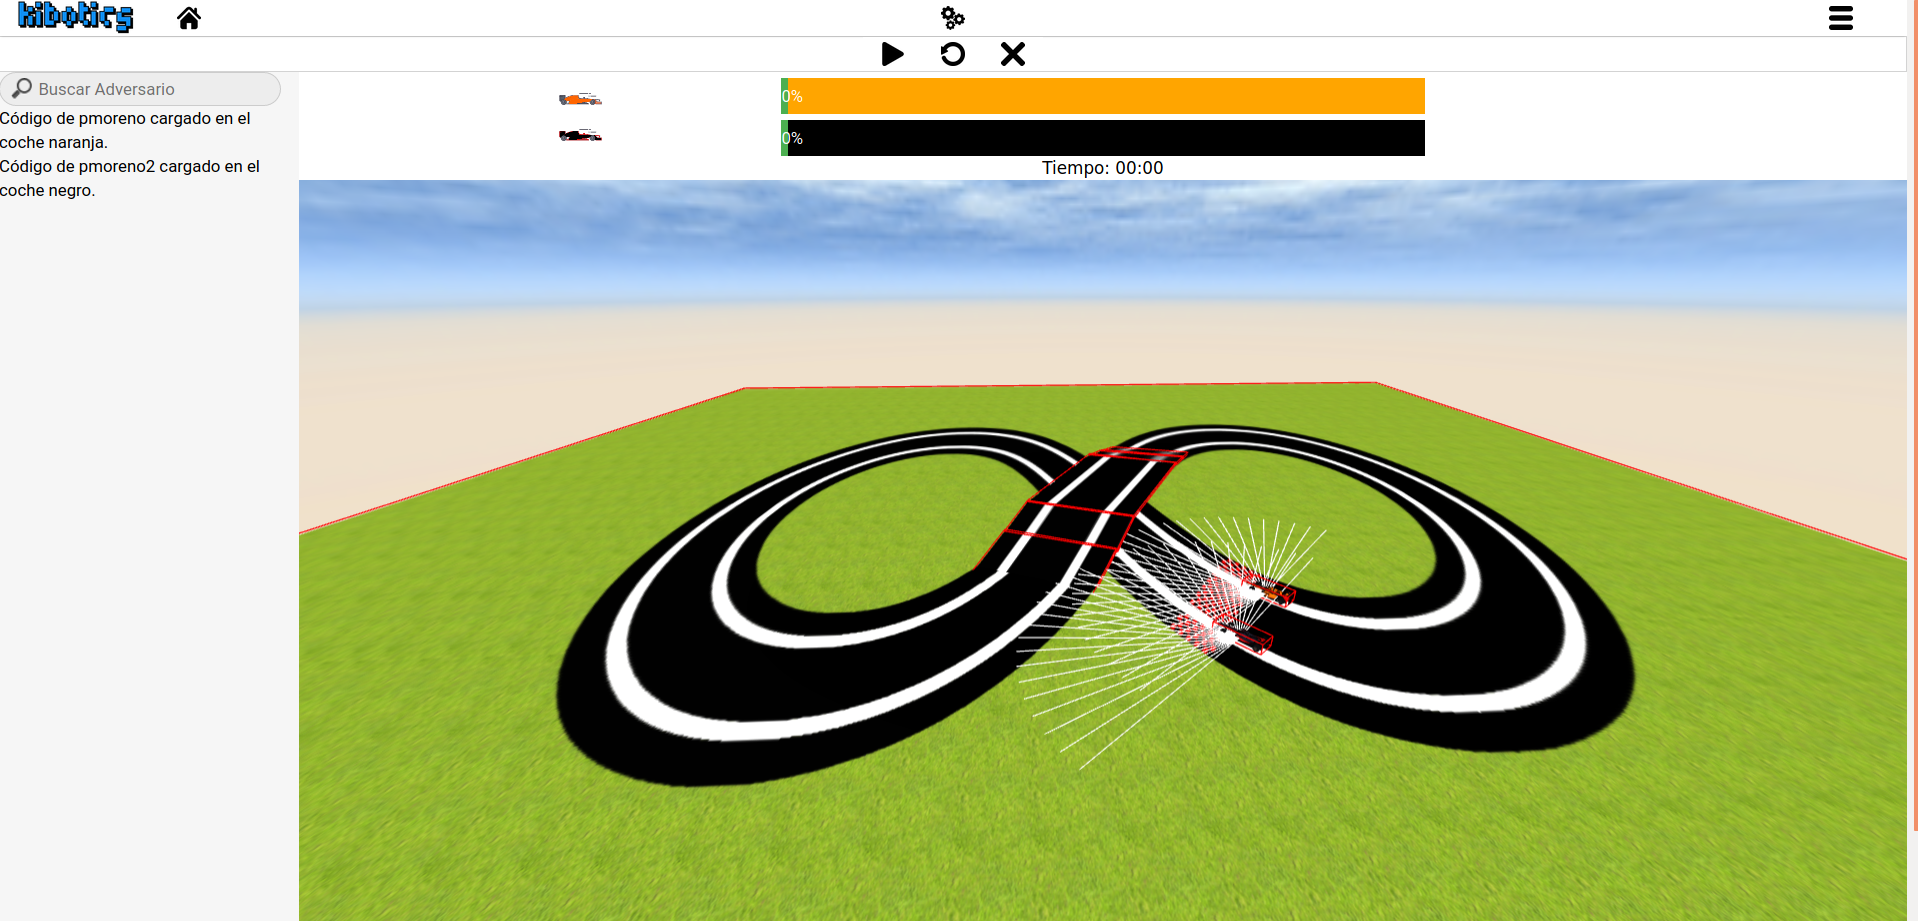 kibotics
Buscar Adversario
Código de pmoreno cargado en el
coche naranja.
Código de pmoreno2 cargado en el
coche negro.
0%
0%
Tiempo: 00:00